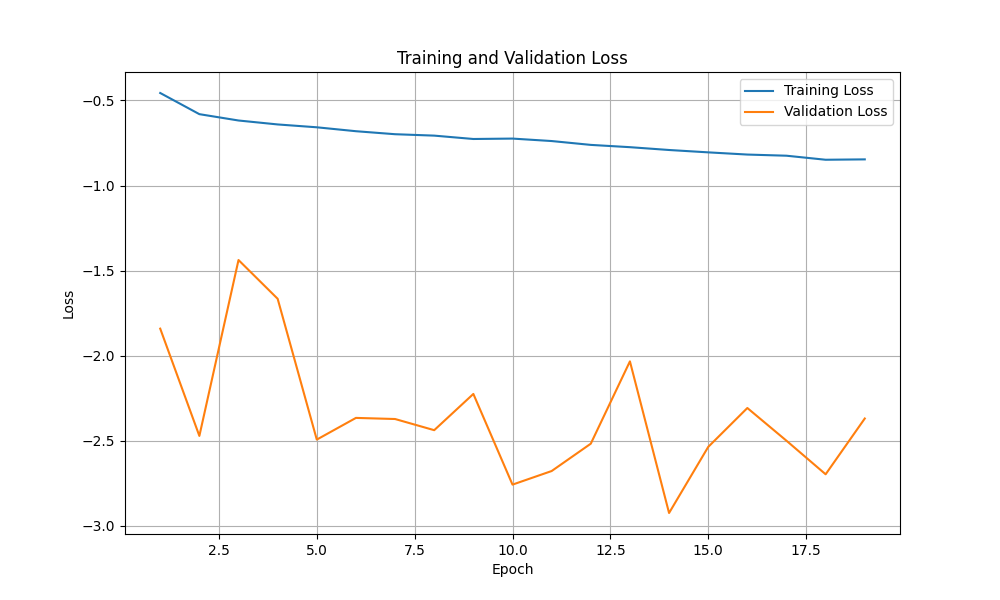 Training and Validation Loss
Training Loss
Validation Loss
−0.5
−1.0
−1.5
−2.0
−2.5
−3.0
Loss
2.5 5.0 7.5 10.0 12.5 15.0 17.5
Epoch